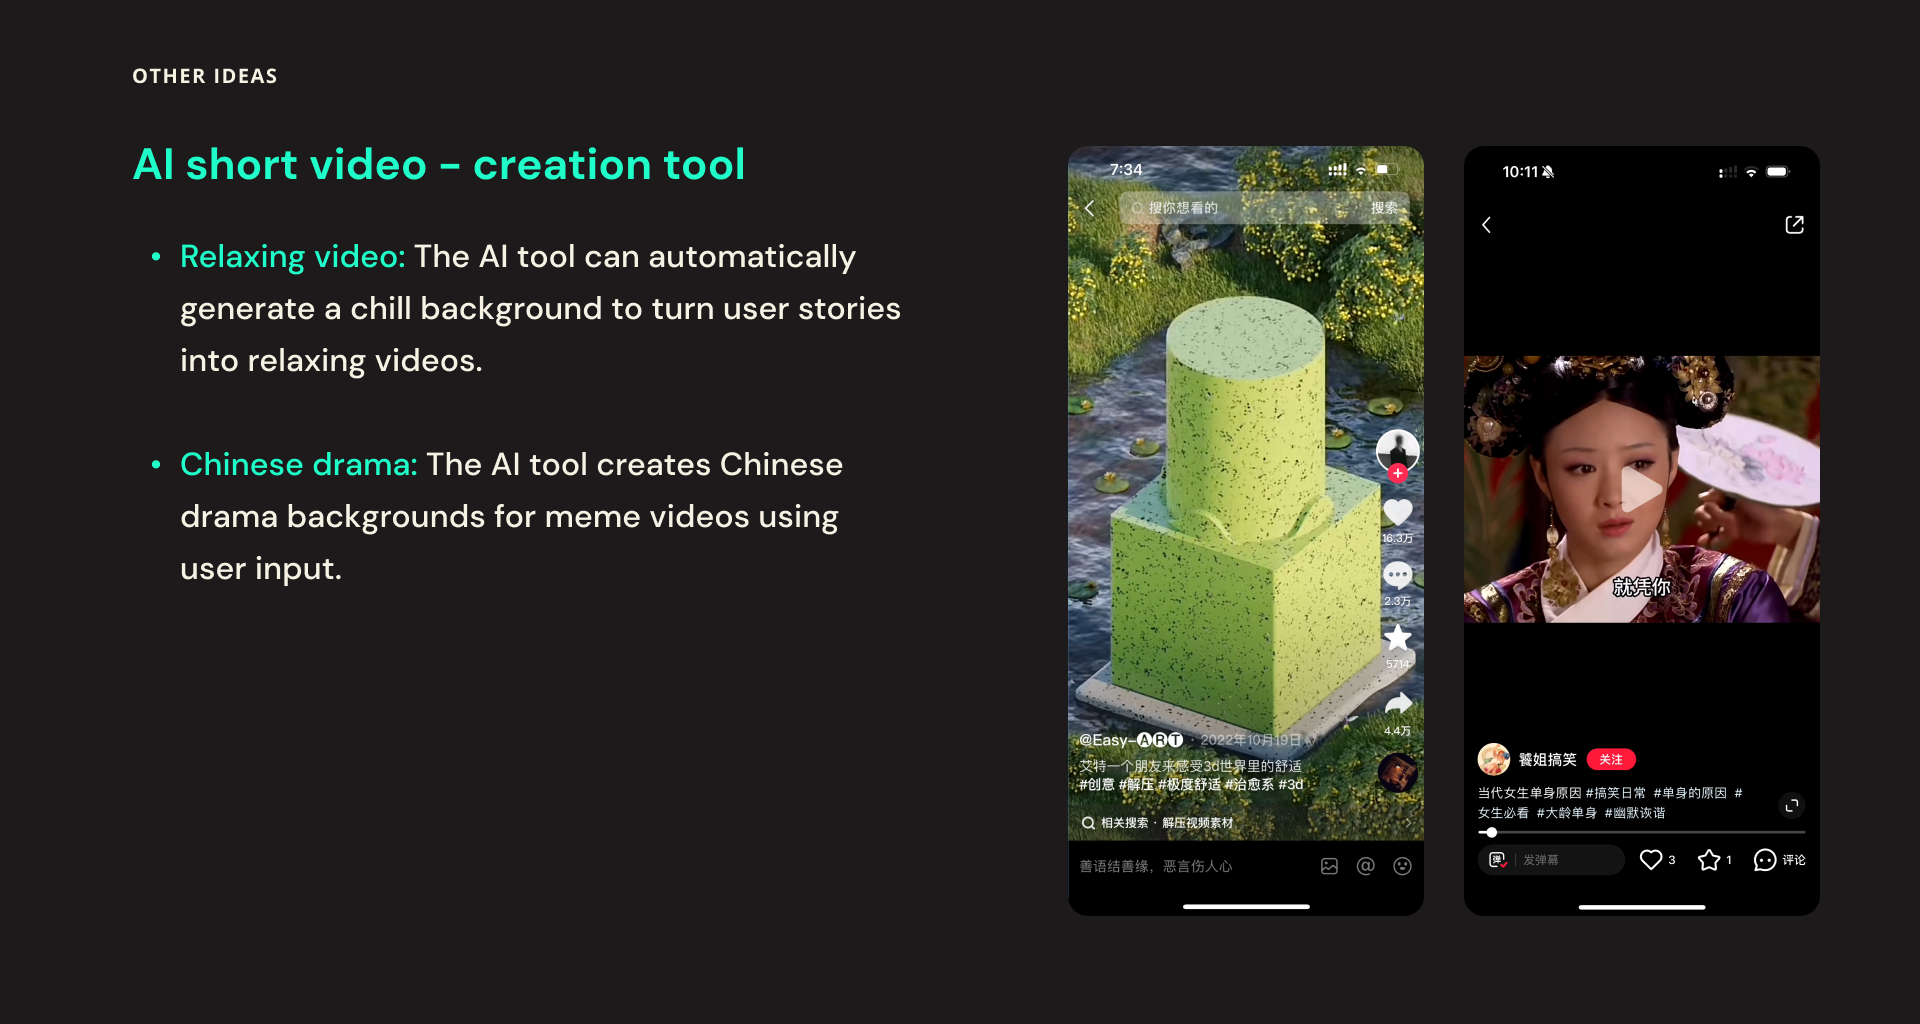 OTHER IDEAS
AI short video - creation tool
• Relaxing video: The AI tool can automatically
generate a chill background to turn user stories
into relaxing videos.
• Chinese drama: The AI tool creates Chinese
drama backgrounds for meme videos using
user input.
7:34
搜你想看的 搜索
16.3万
2.3万
5714
4.4万
@Easy-ART · 2022年10月19日
艾特一个朋友来感受3d世界里的舒适
#创意 #解压 #极度舒适 #治愈系 #3d
相关搜索 · 解压视频素材
善语结善缘，恶言伤人心
10:11
就凭你
饕姐搞笑 关注
当代女生单身原因 #搞笑日常 #单身的原因 #
女生必看 #大龄单身 #幽默诙谐
弹 发弹幕 3 1 评论